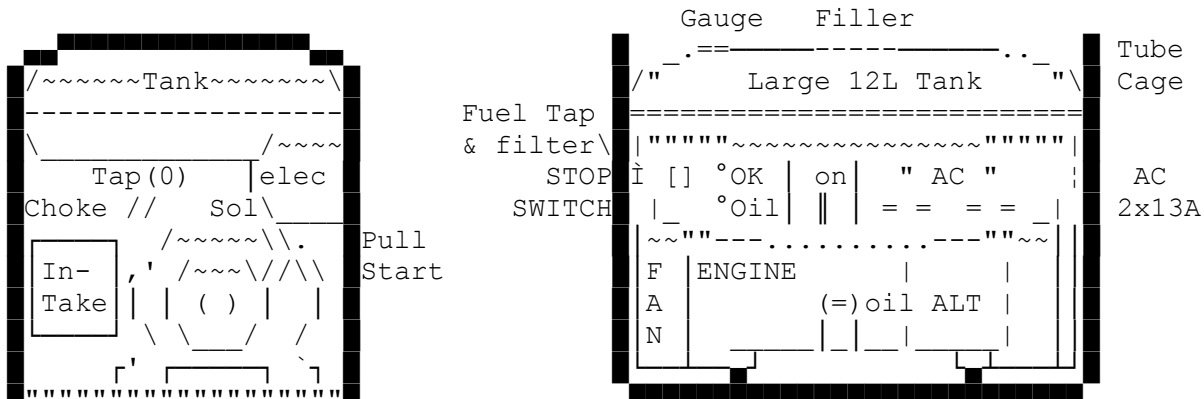 Gauge Filler
Tube
Tank Large 12L Tank Cage
Fuel Tap
& filter
Tap(0) elec STOP [] °OK on " AC " AC
Choke // Sol SWITCH °Oil = = = = 2x13A
Pull
In- Start F ENGINE
Take ( ) A (=)oil ALT
N